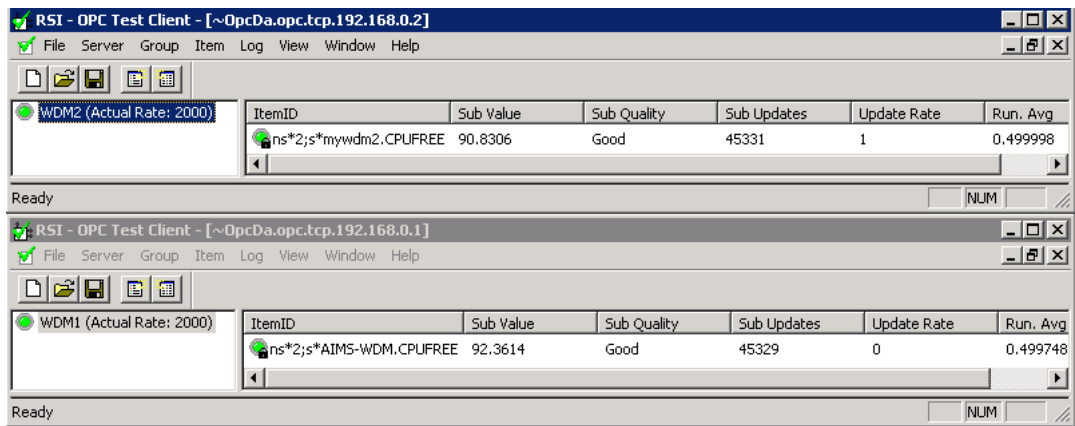 RSI - OPC Test Client - [~OpcDa.opc.tcp.192.168.0.2]
File Server Group Item Log View Window Help
WDM2 (Actual Rate: 2000) ItemID Sub Value Sub Quality Sub Updates Update Rate Run. Avg
ns*2;s*mywdm2.CPUFREE 90.8306 Good 45331 1 0.499998
Ready NUM
RSI - OPC Test Client - [~OpcDa.opc.tcp.192.168.0.1]
File Server Group Item Log View Window Help
WDM1 (Actual Rate: 2000) ItemID Sub Value Sub Quality Sub Updates Update Rate Run. Avg
ns*2;s*AIMS-WDM.CPUFREE 92.3614 Good 45329 0 0.499748
Ready NUM